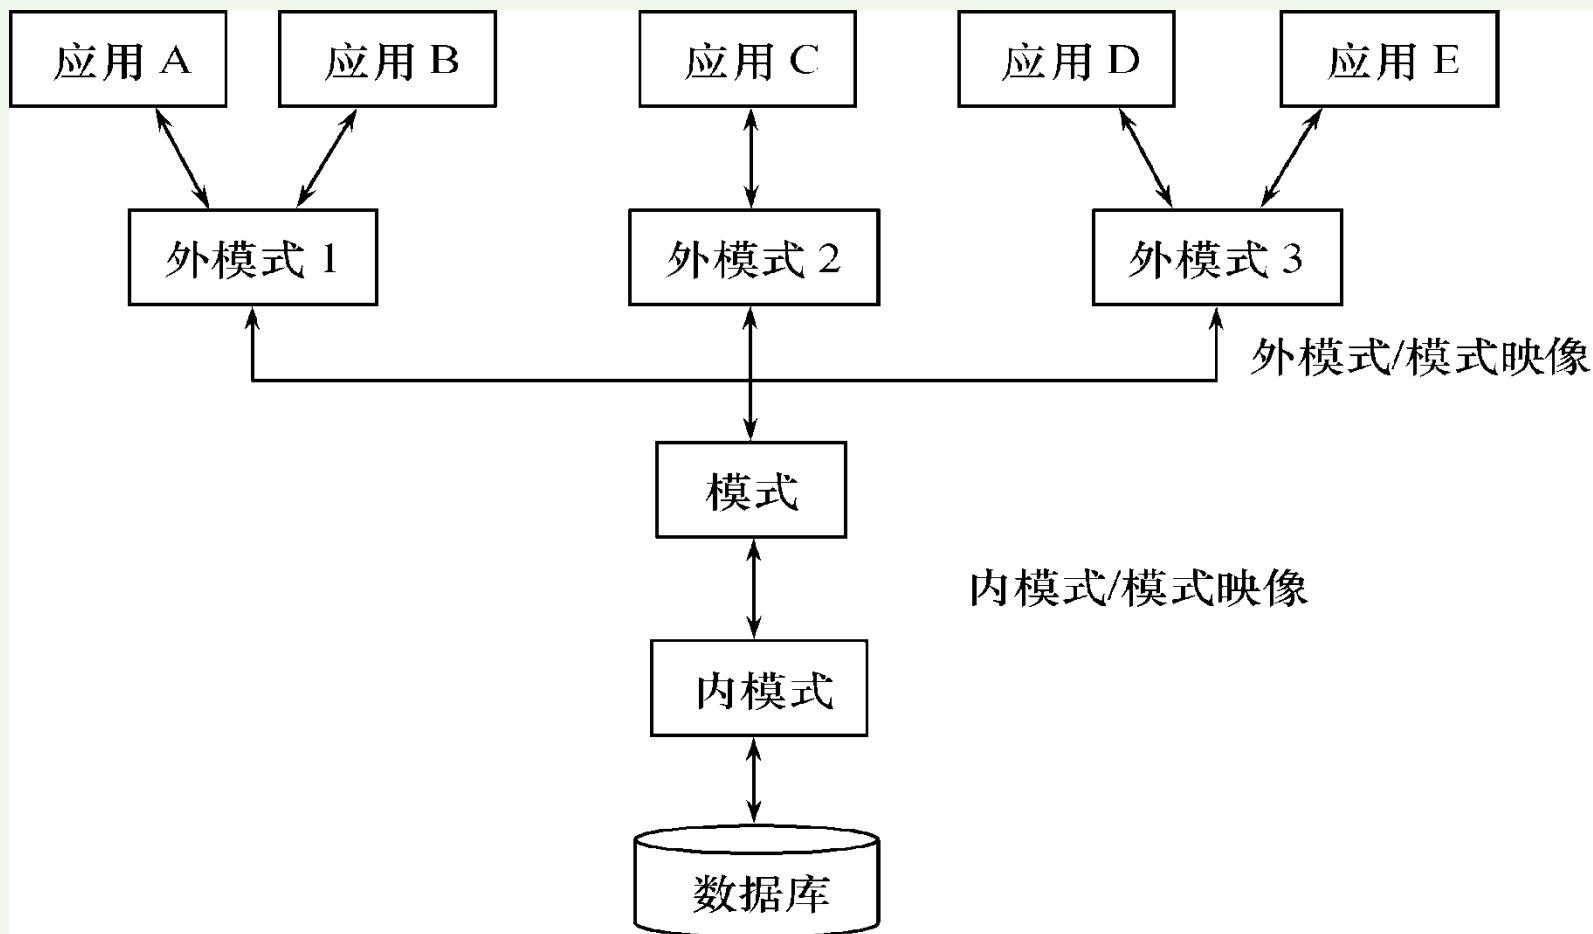 应用 A
应用 B
应用 C
应用 D
应用 E
外模式 1
外模式 2
外模式 3
外模式/模式映像
模式
内模式/模式映像
内模式
数据库